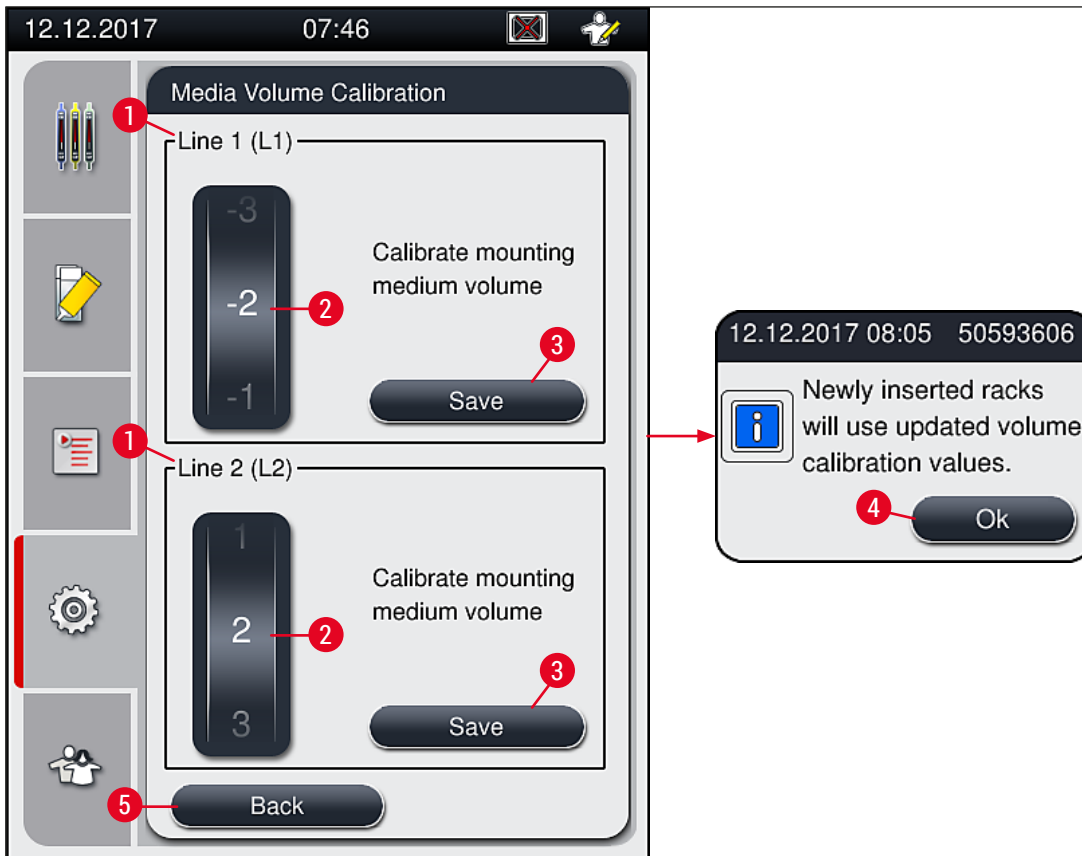 12.12.2017 07:46
Media Volume Calibration
1
Line 1 (L1)
-3
-2
-1
2
Calibrate mounting
medium volume
3
Save
1
Line 2 (L2)
1
2
3
2
Calibrate mounting
medium volume
3
Save
5
Back
12.12.2017 08:05 50593606
i
Newly inserted racks
will use updated volume
calibration values.
4
Ok